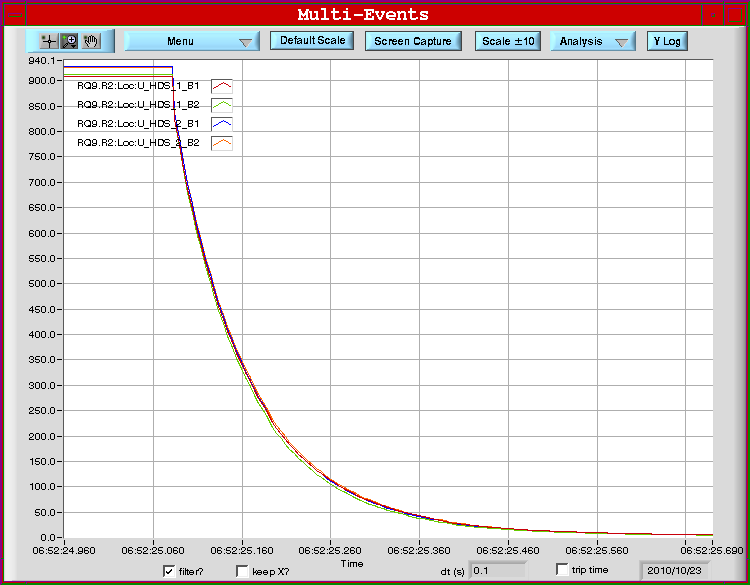 Multi-Events
Menu Default Scale Screen Capture Scale ±10 Analysis Y Log
940.1
900.0
850.0
800.0
750.0
700.0
650.0
600.0
550.0
500.0
450.0
400.0
350.0
300.0
250.0
200.0
150.0
100.0
50.0
0.0
RQ9.R2:Loc:U_HDS_1_B1
RQ9.R2:Loc:U_HDS_1_B2
RQ9.R2:Loc:U_HDS_2_B1
RQ9.R2:Loc:U_HDS_2_B2
06:52:24.960 06:52:25.060 06:52:25.160 06:52:25.260 06:52:25.360 06:52:25.460 06:52:25.560 06:52:25.690
Time
filter? keep X? dt (s) 0.1 trip time 2010/10/23